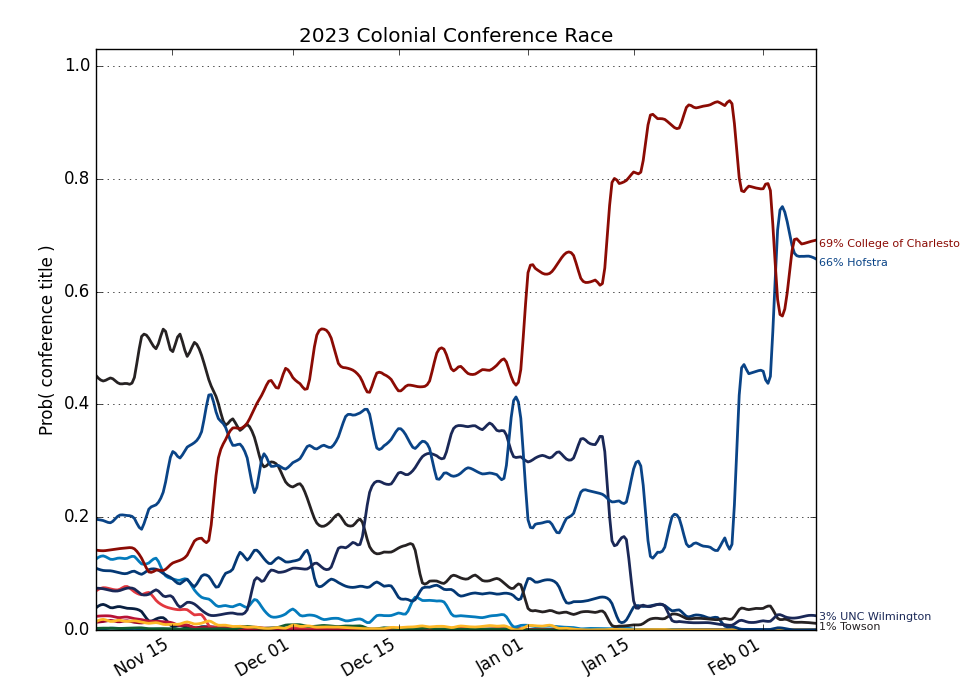 2023 Colonial Conference Race
Prob( conference title )
1.0
0.8
0.6
0.4
0.2
0.0
69% College of Charlesto
66% Hofstra
3% UNC Wilmington
1% Towson
Nov 15
Dec 01
Dec 15
Jan 01
Jan 15
Feb 01